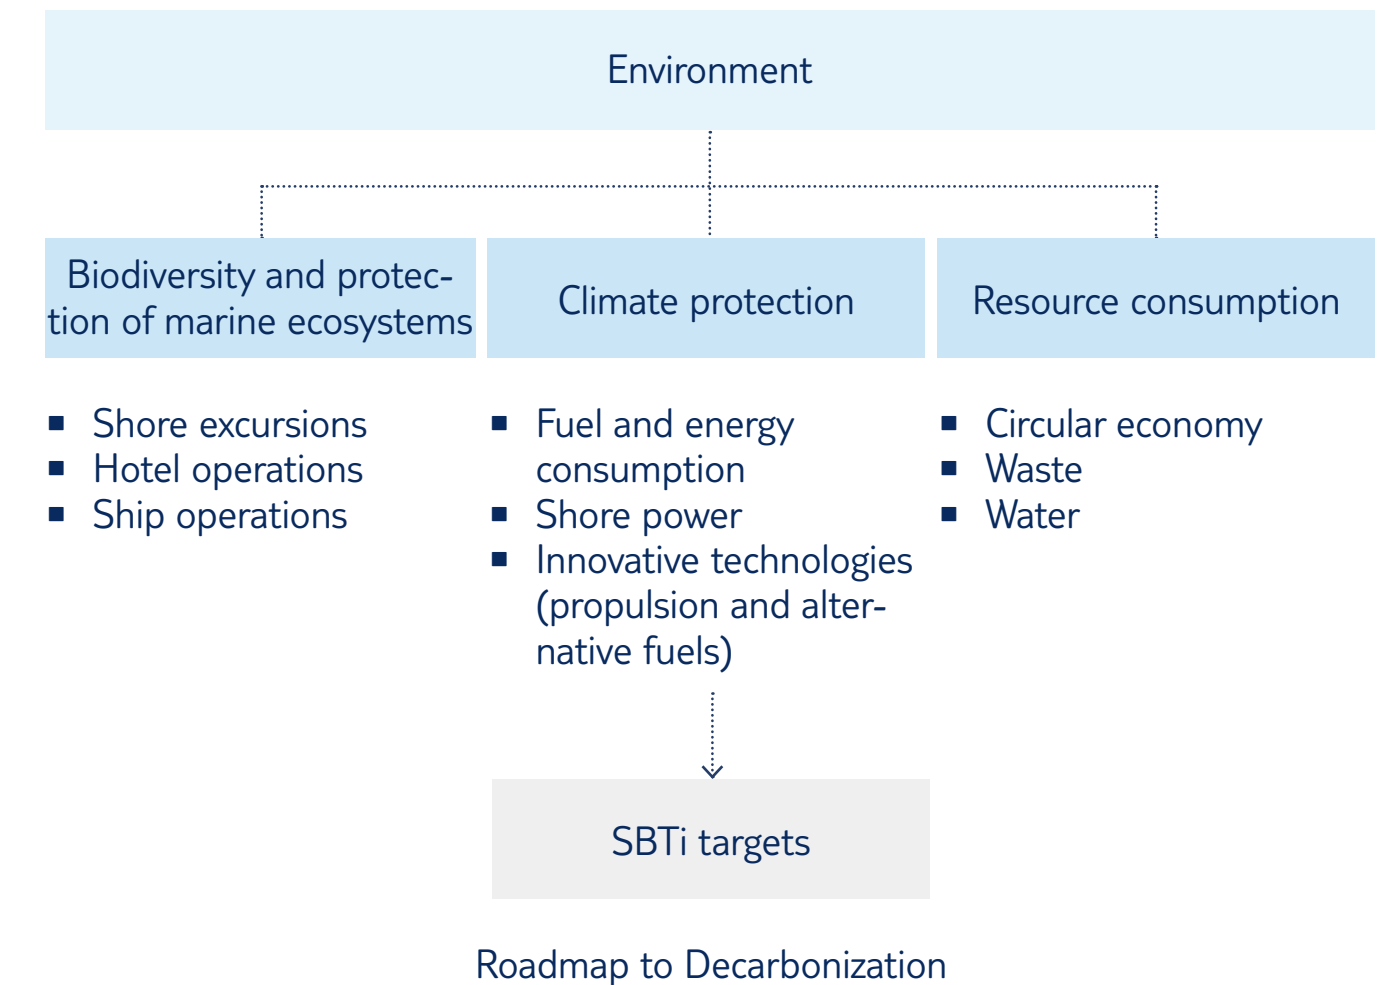 Environment
Biodiversity and protec-
tion of marine ecosystems
Climate protection
Resource consumption
▪ Shore excursions
▪ Hotel operations
▪ Ship operations
▪ Fuel and energy
consumption
▪ Shore power
▪ Innovative technologies
(propulsion and alter-
native fuels)
▪ Circular economy
▪ Waste
▪ Water
SBTi targets
Roadmap to Decarbonization